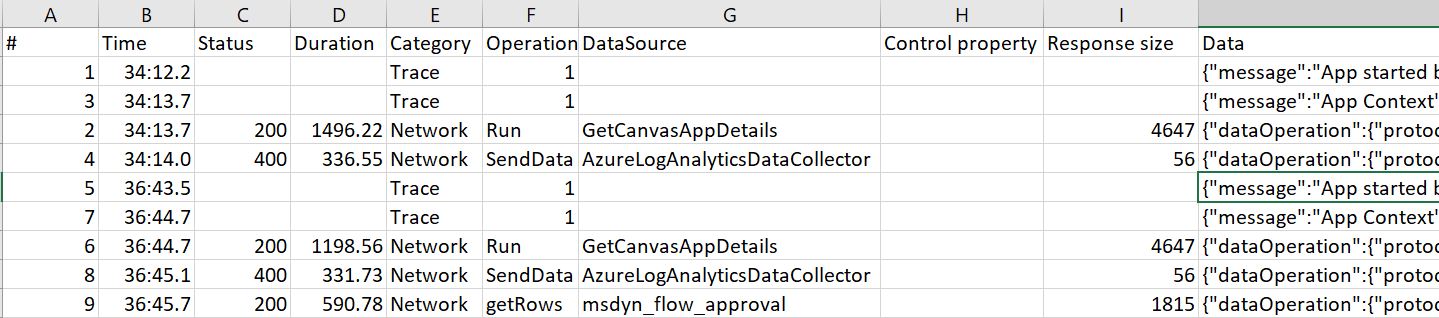 A B C D E F G H I
# Time Status Duration Category Operation DataSource Control property Response size Data
1 34:12.2 Trace 1 {"message":"App started b
3 34:13.7 Trace 1 {"message":"App Context"
2 34:13.7 200 1496.22 Network Run GetCanvasAppDetails 4647 {"dataOperation":{"protoc
4 34:14.0 400 336.55 Network SendData AzureLogAnalyticsDataCollector 56 {"dataOperation":{"protoc
5 36:43.5 Trace 1 {"message":"App started b
7 36:44.7 Trace 1 {"message":"App Context"
6 36:44.7 200 1198.56 Network Run GetCanvasAppDetails 4647 {"dataOperation":{"protoc
8 36:45.1 400 331.73 Network SendData AzureLogAnalyticsDataCollector 56 {"dataOperation":{"protoc
9 36:45.7 200 590.78 Network getRows msdyn_flow_approval 1815 {"dataOperation":{"protoc